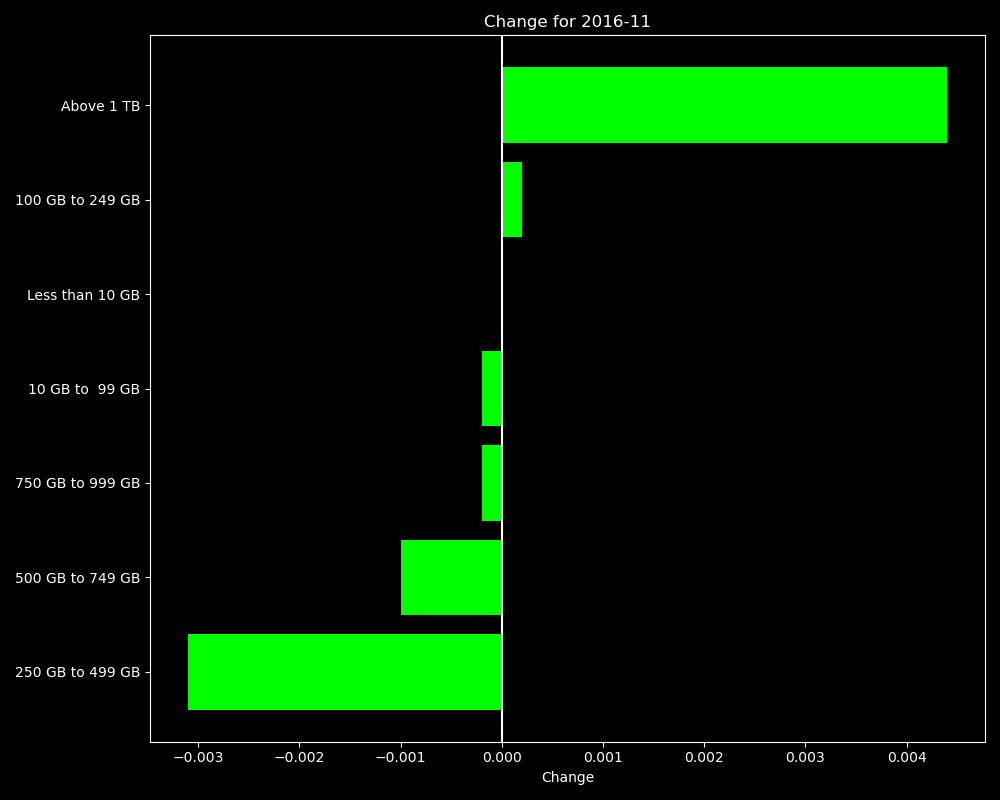 Change for 2016-11
Above 1 TB
100 GB to 249 GB
Less than 10 GB
10 GB to  99 GB
750 GB to 999 GB
500 GB to 749 GB
250 GB to 499 GB
−0.003 −0.002 −0.001 0.000 0.001 0.002 0.003 0.004
Change